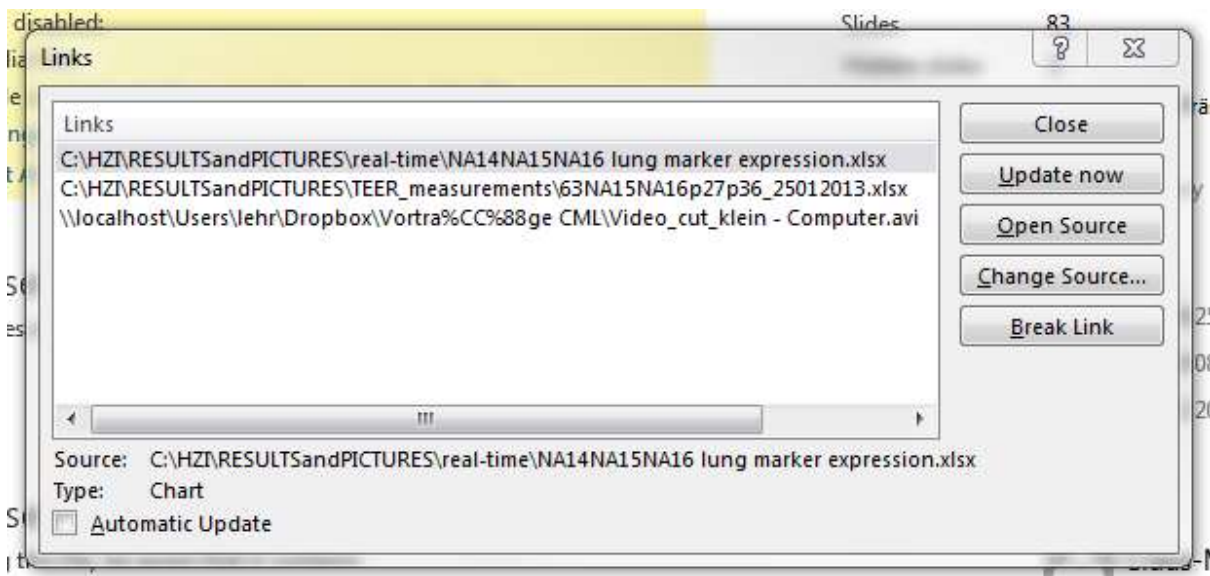 disabled:
Slides 83
Links
Links
C:\HZI\RESULTSandPICTURES\real-time\NA14NA15NA16 lung marker expression.xlsx
C:\HZI\RESULTSandPICTURES\TEER_measurements\63NA15NA16p27p36_25012013.xlsx
\\localhost\Users\lehr\Dropbox\Vortra%CC%88ge CML\Video_cut_klein - Computer.avi
Close
Update now
Open Source
Change Source...
Break Link
Source: C:\HZI\RESULTSandPICTURES\real-time\NA14NA15NA16 lung marker expression.xlsx
Type: Chart
Automatic Update